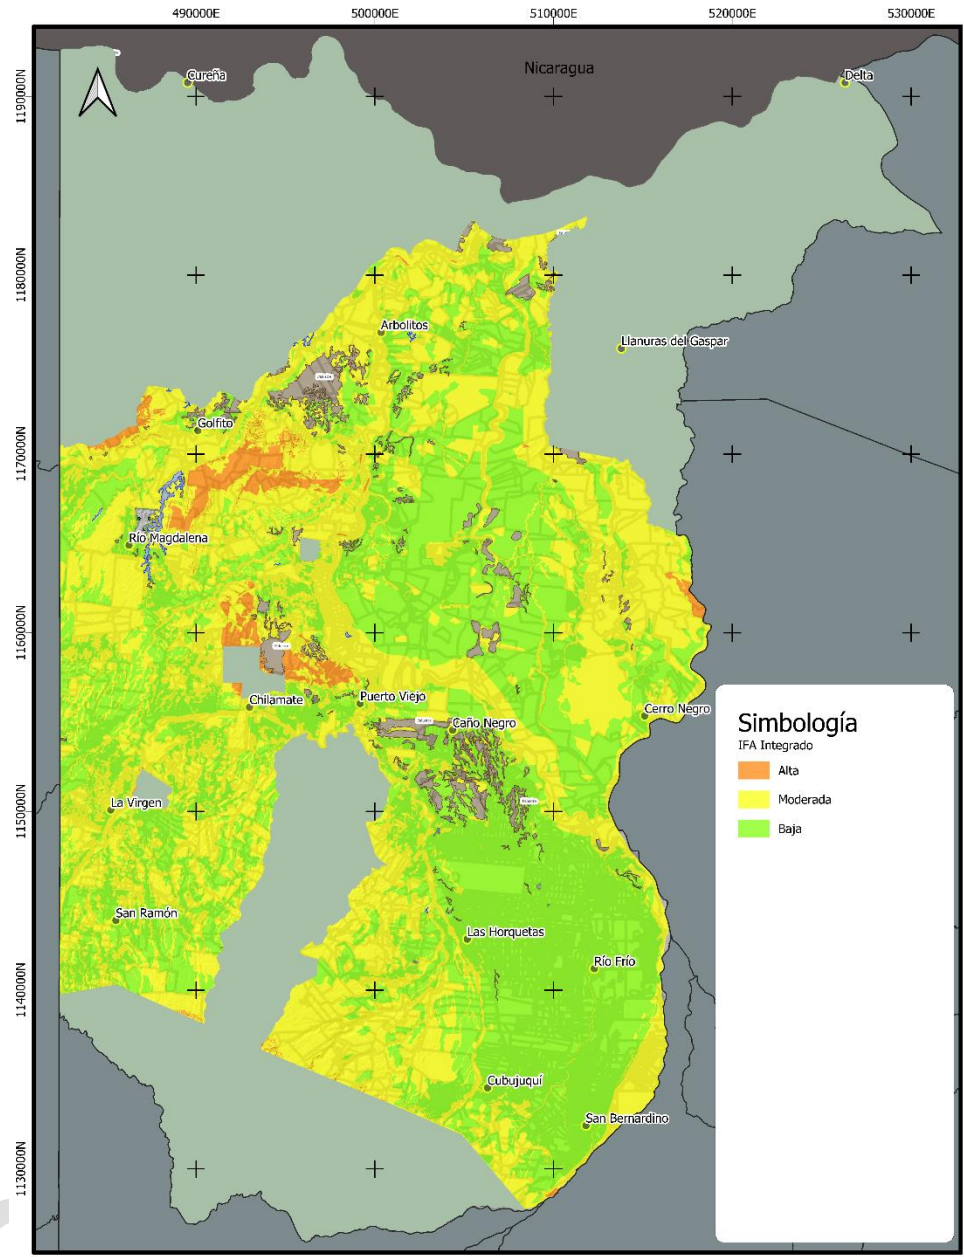 490000E 500000E 510000E 520000E 530000E
1190000N
1180000N
1170000N
1160000N
1150000N
1140000N
1130000N
Nicaragua
Cureña
Delta
Arbolitos
Llanuras del Gaspar
Golfito
Río Magdalena
Chilamate
Puerto Viejo
Caño Negro
Cerro Negro
La Virgen
San Ramón
Las Horquetas
Río Frío
Cubujuquí
San Bernardino
Simbología
IFA Integrado
Alta
Moderada
Baja